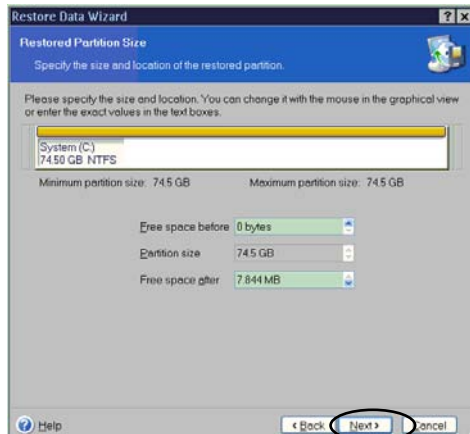 Restore Data Wizard
Restored Partition Size
Specify the size and location of the restored partition.
Please specify the size and location. You can change it with the mouse in the graphical view
or enter the exact values in the text boxes.
System (C:)
74.50 GB NTFS
Minimum partition size: 74.5 GB Maximum partition size: 74.5 GB
Free space before 0 bytes
Partition size 74.5 GB
Free space after 7.844 MB
Help < Back Next > Cancel